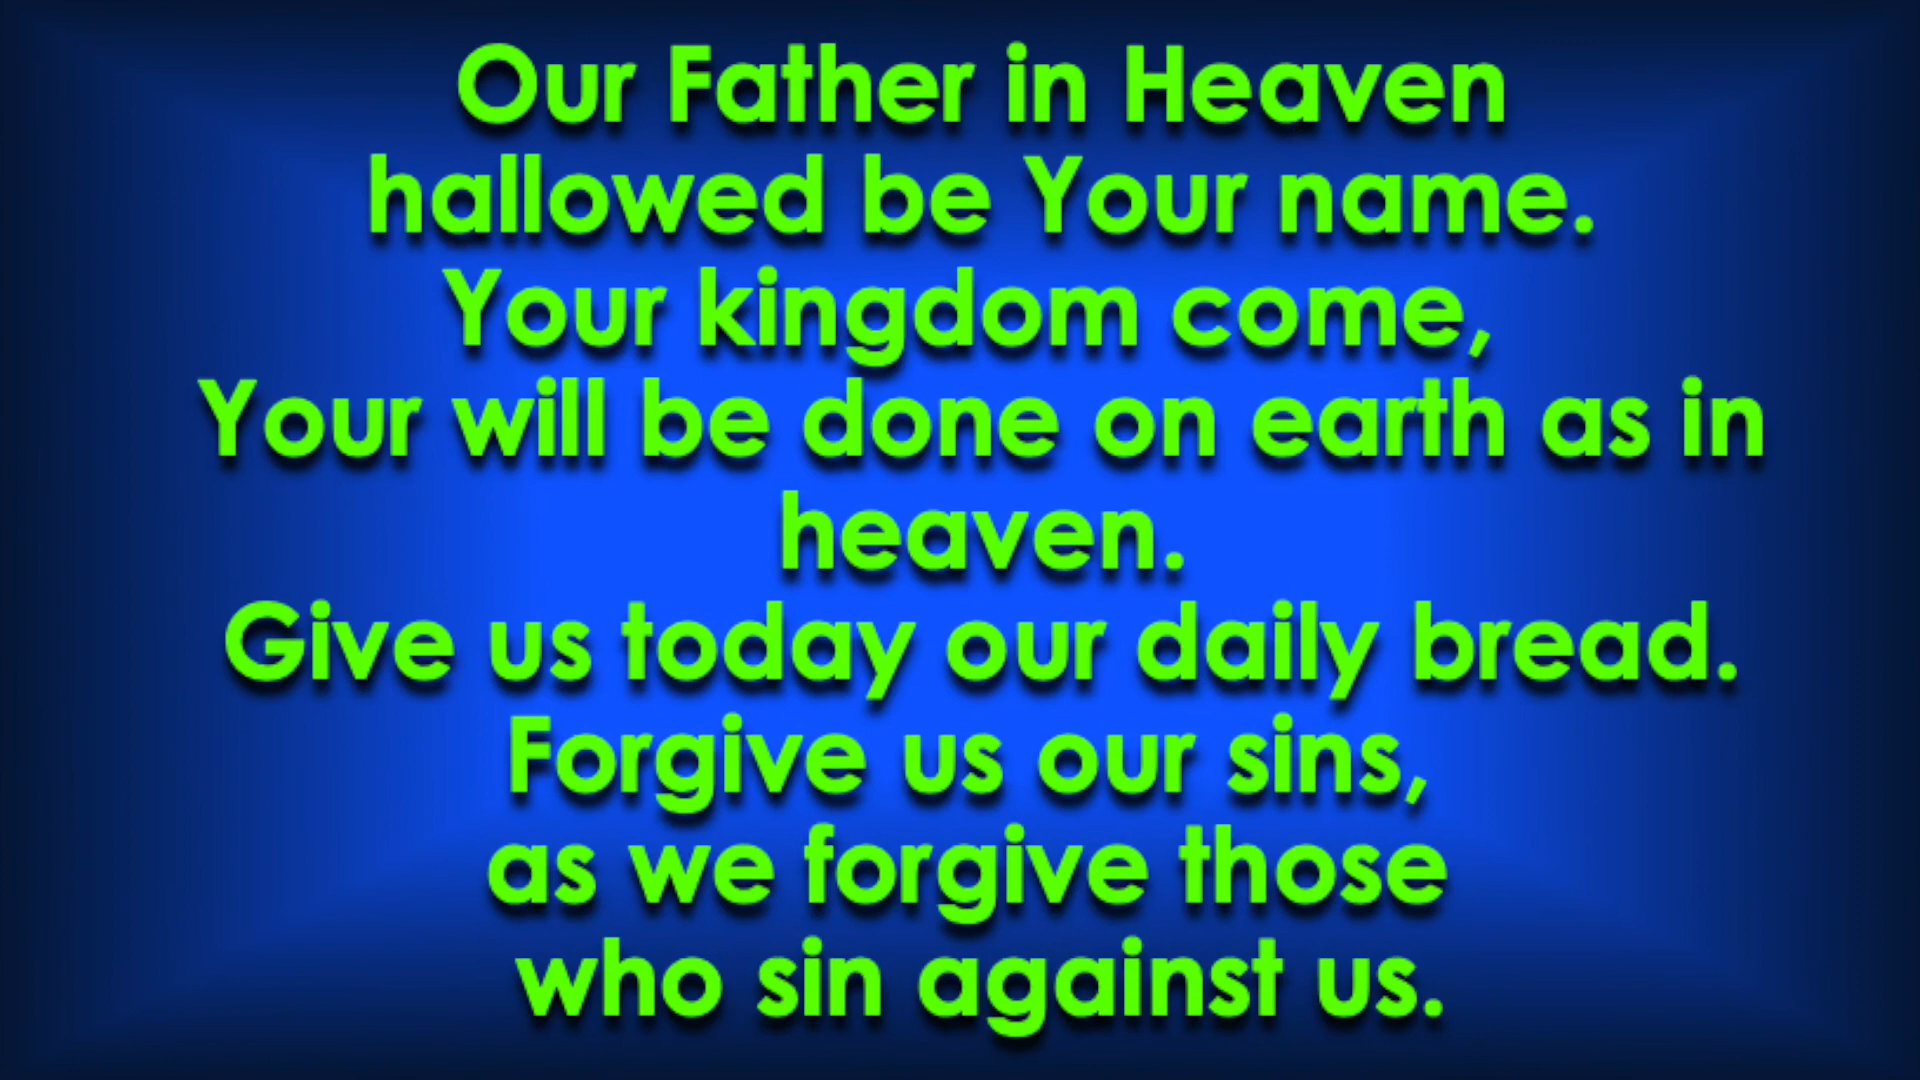 Our Father in Heaven
hallowed be Your name.
Your kingdom come,
Your will be done on earth as in
heaven.
Give us today our daily bread.
Forgive us our sins,
as we forgive those
who sin against us.